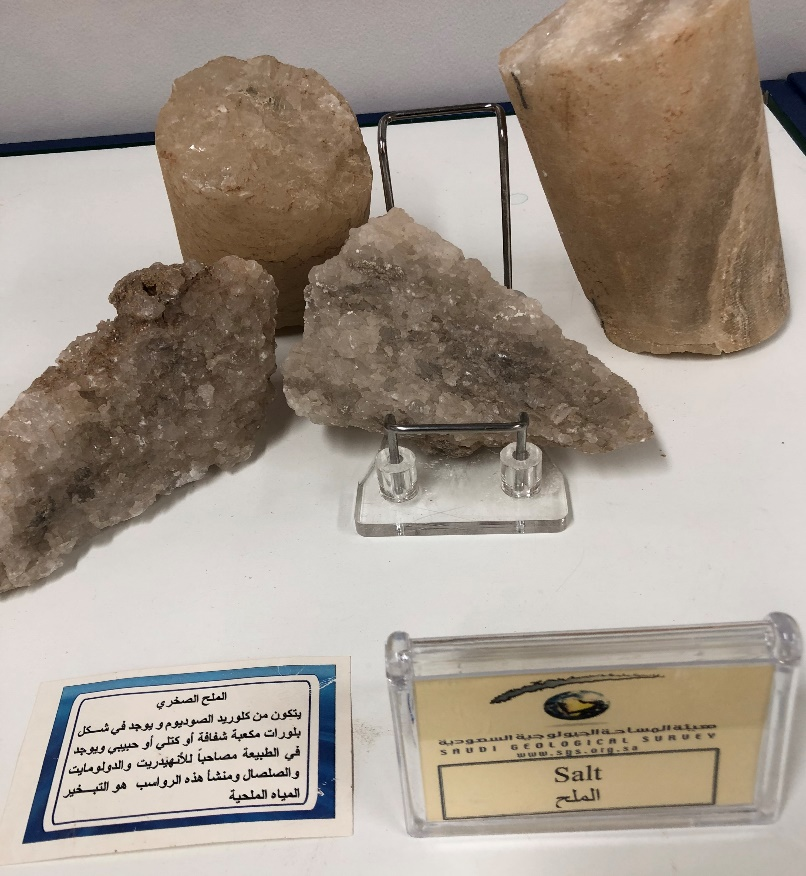 الملح الصخري
يتكون من كلوريد الصوديوم و يوجد في شكل
بلورات مكعبة شفافة أو كتلي أو حبيبي ويوجد
في الطبيعة مصاحباً للأنهيدريت والدولومايت
والصلصال ومنشأ هذه الرواسب هو التبخير
المياه الملحية
هيئة المساحة الجيولوجية السعودية
SAUDI GEOLOGICAL SURVEY
www.sgs.org.sa
Salt
الملح